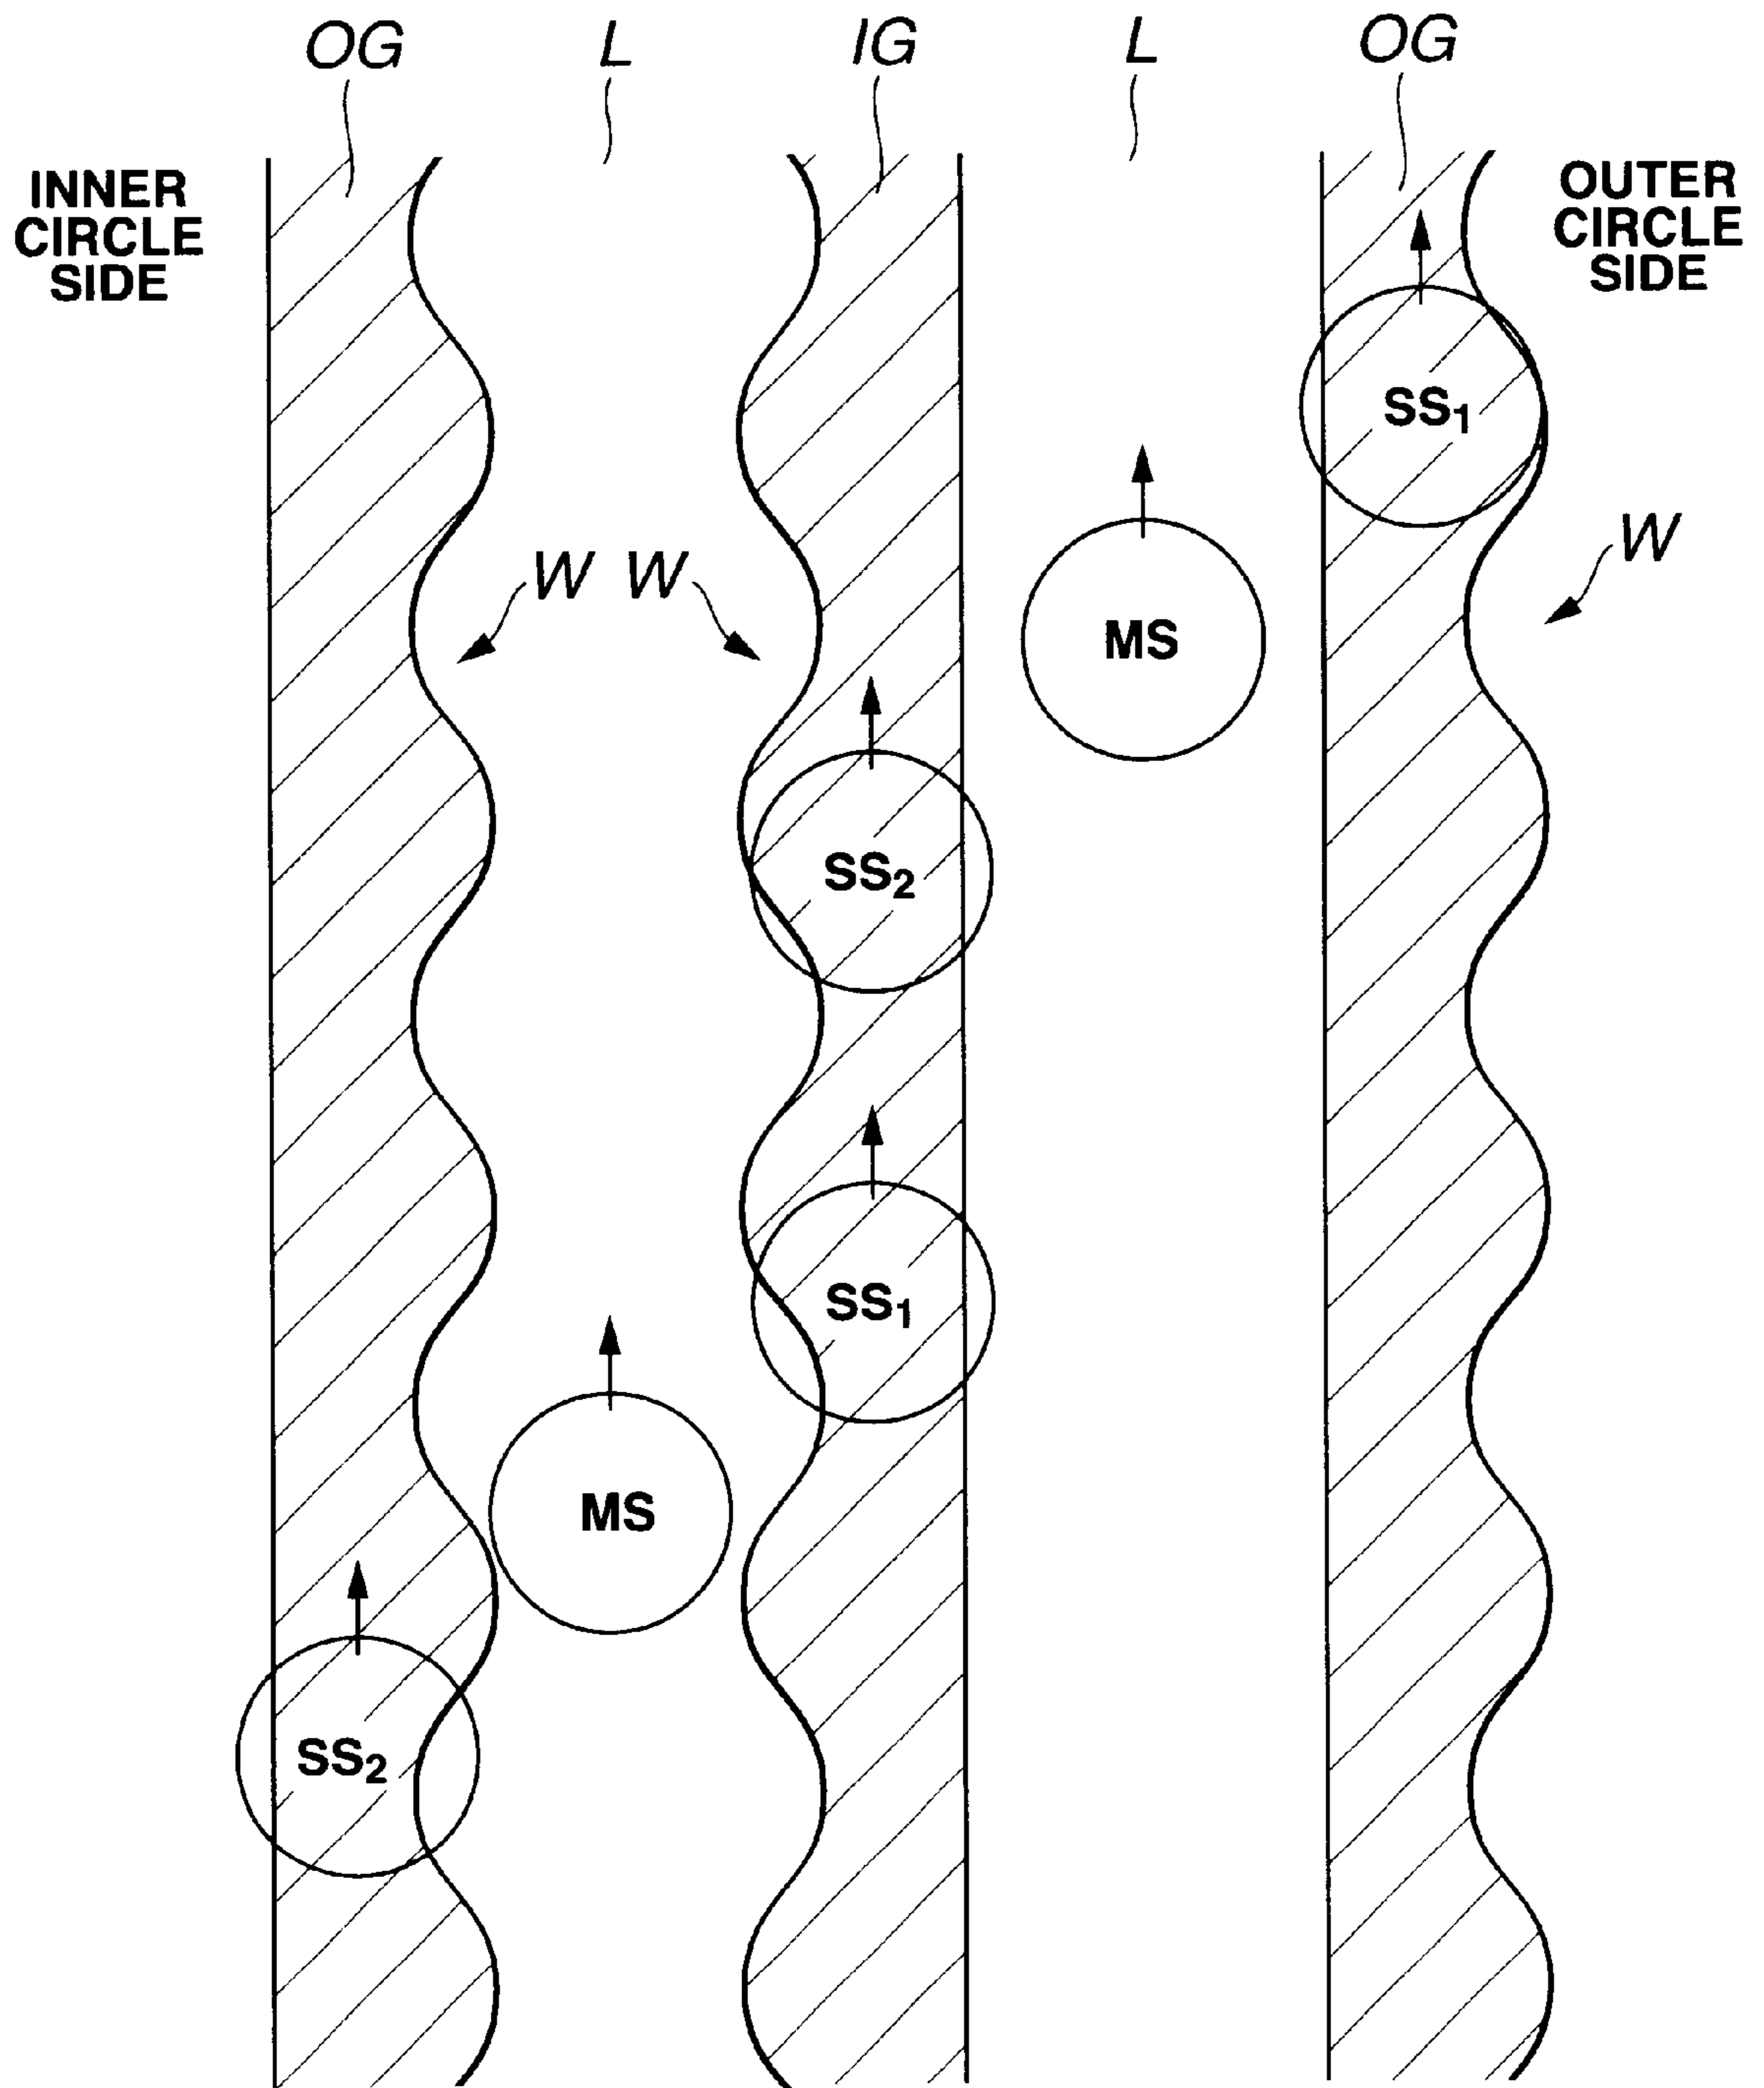 OG L IG L OG
INNER
CIRCLE
SIDE
OUTER
CIRCLE
SIDE
SS1
W W
W
MS
SS2
SS1
MS
SS2